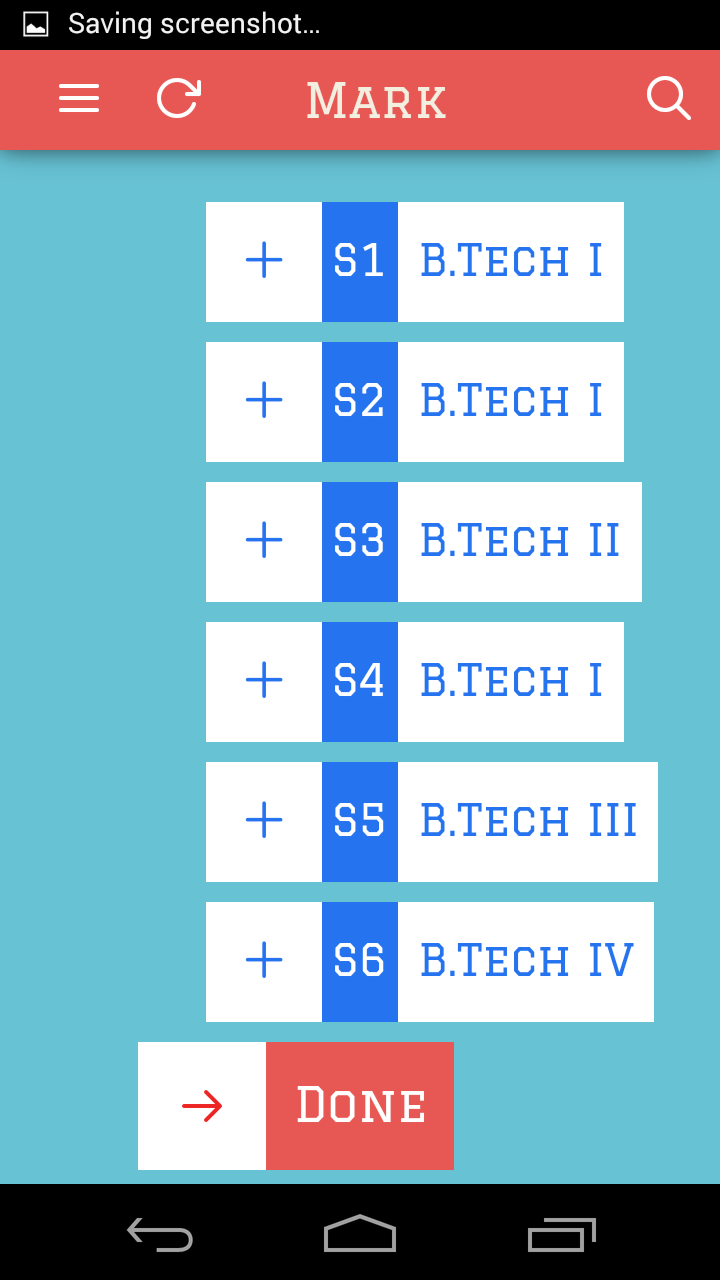 Saving screenshot...
Mark
S1 B.Tech I
S2 B.Tech I
S3 B.Tech II
S4 B.Tech I
S5 B.Tech III
S6 B.Tech IV
Done